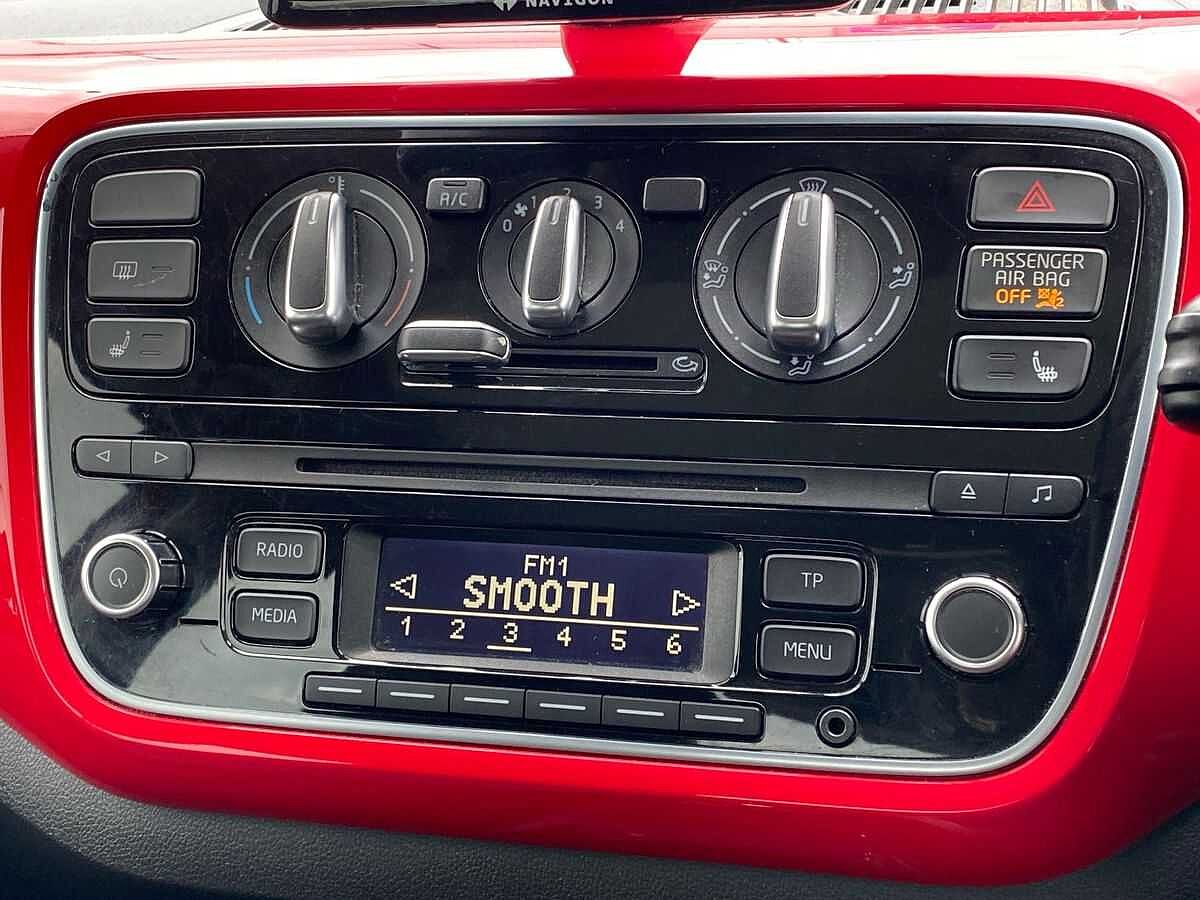 NAVIGON
A/C
0 1 2 3 4
PASSENGER
AIR BAG
OFF
RADIO
MEDIA
FM1
SMOOTH
1 2 3 4 5 6
TP
MENU